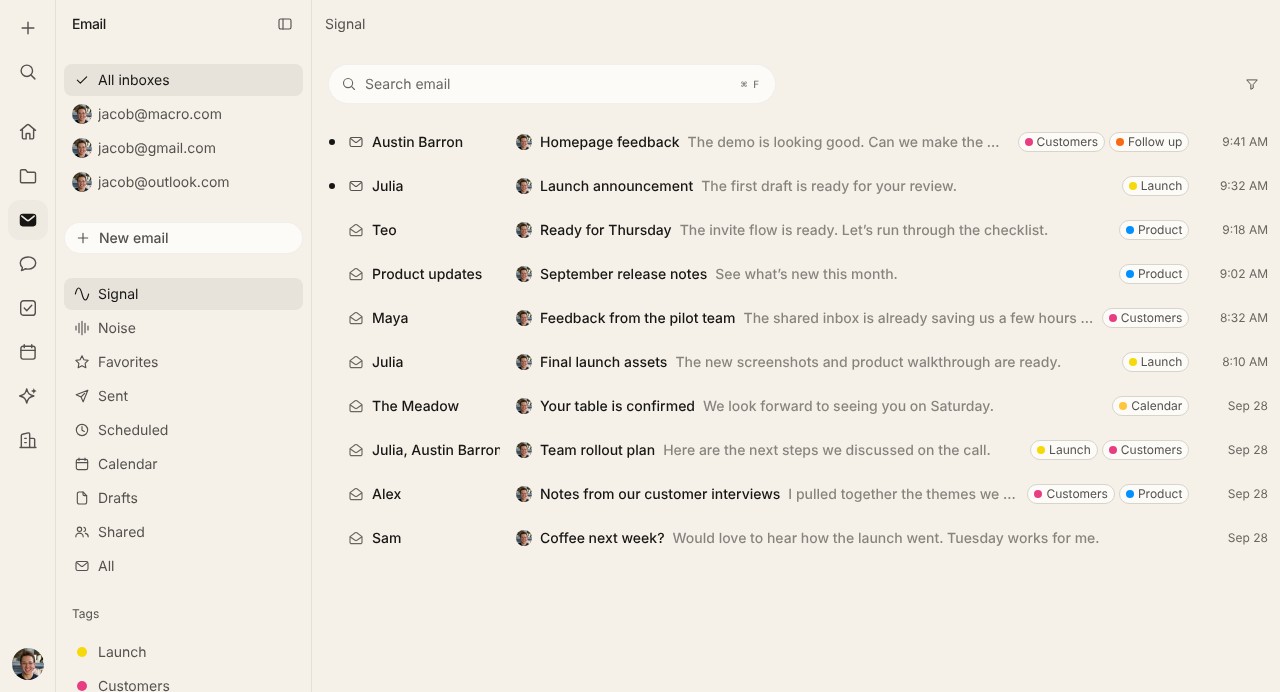 Email
All inboxes
jacob@macro.com
jacob@gmail.com
jacob@outlook.com
New email
Signal
Noise
Favorites
Sent
Scheduled
Calendar
Drafts
Shared
All
Tags
Launch
Customers
Signal
Search email ⌘ F
Austin Barron Homepage feedback The demo is looking good. Can we make the ... Customers Follow up 9:41 AM
Julia Launch announcement The first draft is ready for your review. Launch 9:32 AM
Teo Ready for Thursday The invite flow is ready. Let’s run through the checklist. Product 9:18 AM
Product updates September release notes See what’s new this month. Product 9:02 AM
Maya Feedback from the pilot team The shared inbox is already saving us a few hours ... Customers 8:32 AM
Julia Final launch assets The new screenshots and product walkthrough are ready. Launch 8:10 AM
The Meadow Your table is confirmed We look forward to seeing you on Saturday. Calendar Sep 28
Julia, Austin Barron Team rollout plan Here are the next steps we discussed on the call. Launch Customers Sep 28
Alex Notes from our customer interviews I pulled together the themes we ... Customers Product Sep 28
Sam Coffee next week? Would love to hear how the launch went. Tuesday works for me. Sep 28